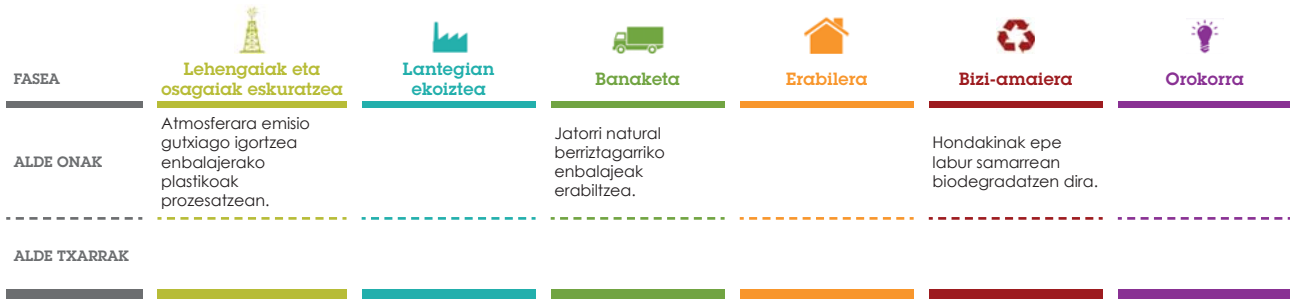 FASEA
Lehengaiak eta
osagaiak eskuratzea
Lantegian
ekoiztea
Banaketa
Erabilera
Bizi-amaiera
Orokorra
ALDE ONAK
Atmosferara emisio
gutxiago igortzea
enbalajerako
plastikoak
prozesatzean.
Jatorri natural
berriztagarriko
enbalajeak
erabiltzea.
Hondakinak epe
labur samarrean
biodegradatzen dira.
ALDE TXARRAK